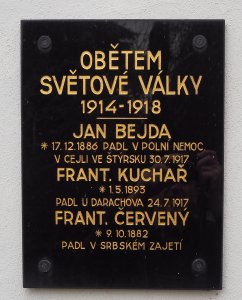 OBĚTEM
SVĚTOVÉ VÁLKY
1914-1918
JAN BEJDA
* 17.12.1886 PADL V POLNÍ NEMOC.
V CEJLI VE ŠTÝRSKU 30.7.1917
FRANT. KUCHAŘ
* 1.5.1893
PADL U DARACHOVA 24.7.1917
FRANT. ČERVENÝ
* 9.10.1882
PADL V SRBSKÉM ZAJETÍ